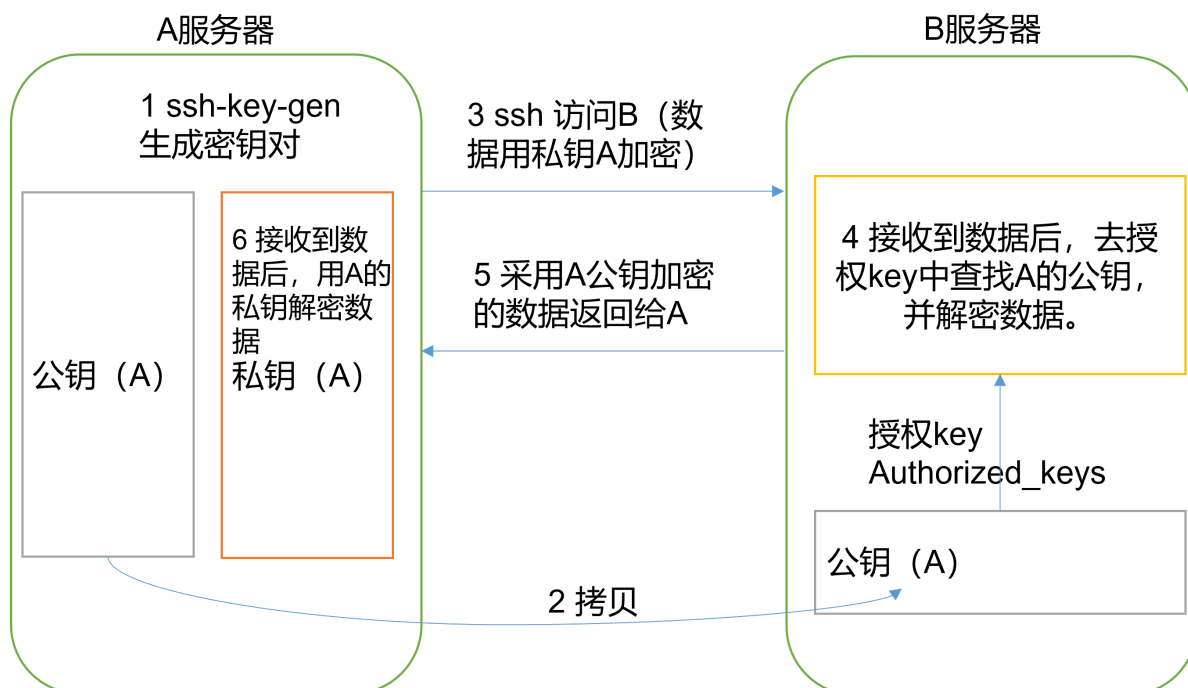 A服务器
B服务器
1 ssh-key-gen
生成密钥对
3 ssh 访问B（数
据用私钥A加密）
6 接收到数
据后，用A的
私钥解密数
据
私钥（A）
公钥（A）
5 采用A公钥加密
的数据返回给A
4 接收到数据后，去授
权key中查找A的公钥，
并解密数据。
授权key
Authorized_keys
公钥（A）
2 拷贝